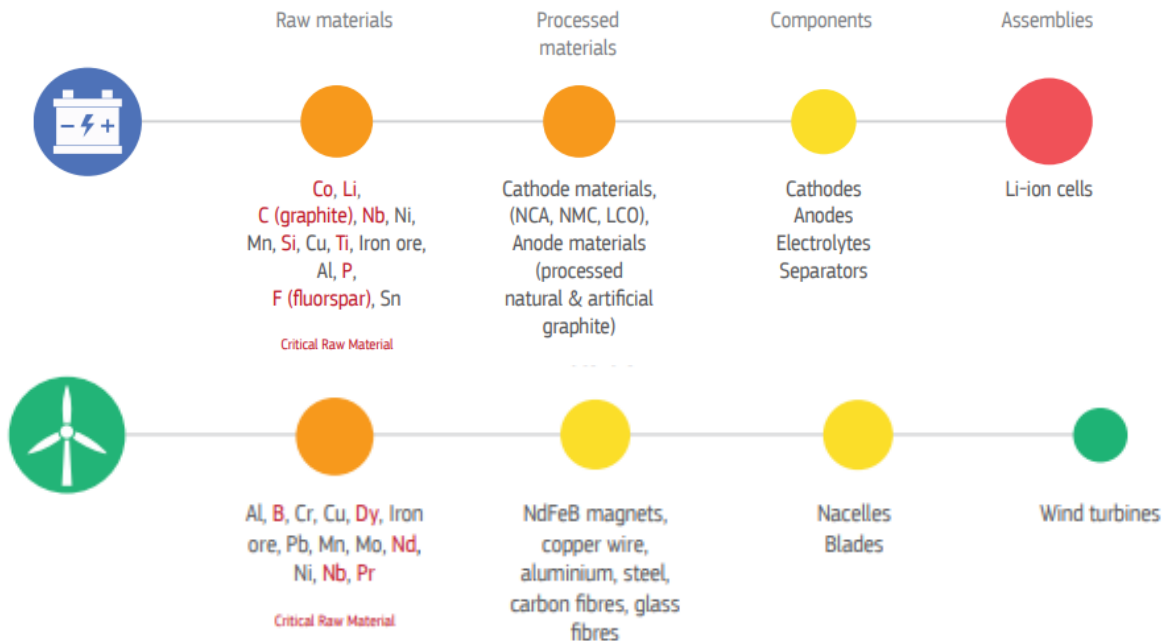 Raw materials
Processed
materials
Components
Assemblies
Co, Li,
C (graphite), Nb, Ni,
Mn, Si, Cu, Ti, Iron ore,
Al, P,
F (fluorspar), Sn
Critical Raw Material
Cathode materials,
(NCA, NMC, LCO),
Anode materials
(processed
natural & artificial
graphite)
Cathodes
Anodes
Electrolytes
Separators
Li-ion cells
Al, B, Cr, Cu, Dy, Iron
ore, Pb, Mn, Mo, Nd,
Ni, Nb, Pr
Critical Raw Material
NdFeB magnets,
copper wire,
aluminium, steel,
carbon fibres, glass
fibres
Nacelles
Blades
Wind turbines